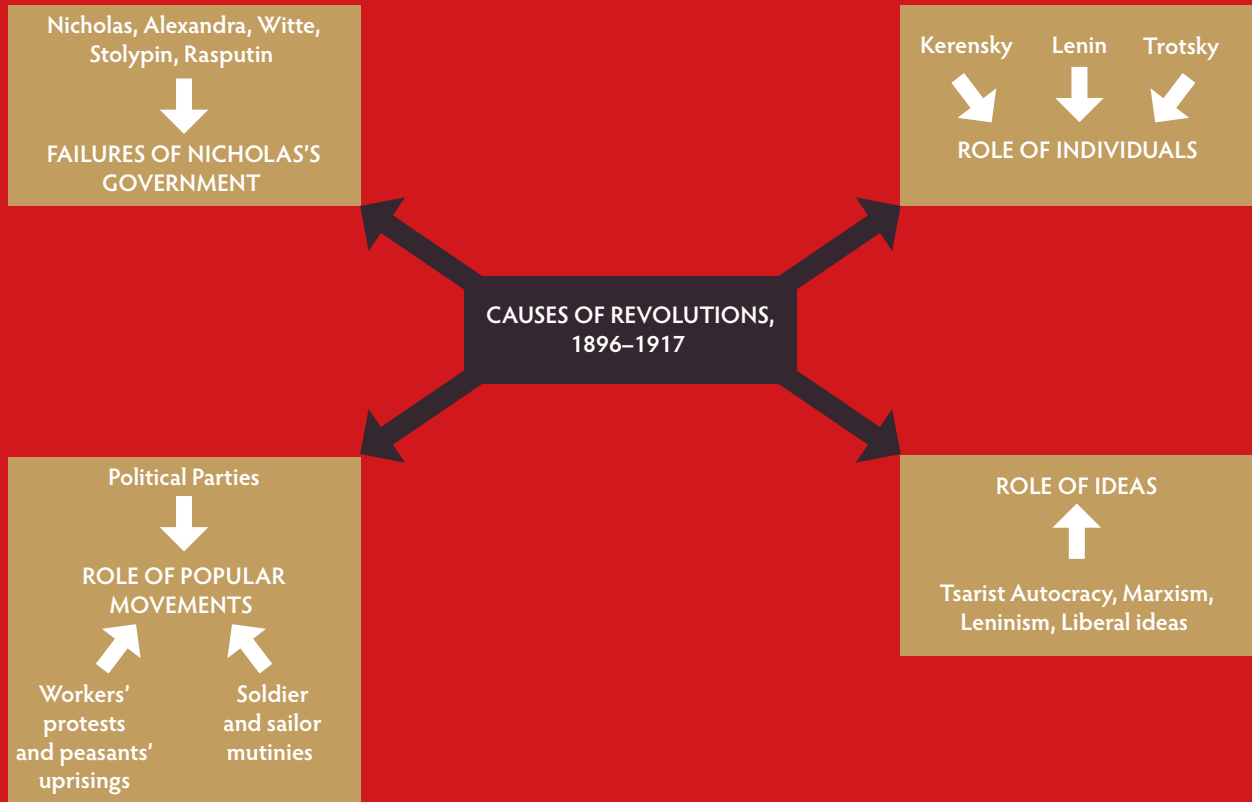 Nicholas, Alexandra, Witte,
Stolypin, Rasputin
FAILURES OF NICHOLAS'S
GOVERNMENT
Kerensky
Lenin
Trotsky
ROLE OF INDIVIDUALS
CAUSES OF REVOLUTIONS,
1896–1917
Political Parties
ROLE OF POPULAR
MOVEMENTS
Workers'
protests
and peasants'
uprisings
Soldier
and sailor
mutinies
ROLE OF IDEAS
Tsarist Autocracy, Marxism,
Leninism, Liberal ideas